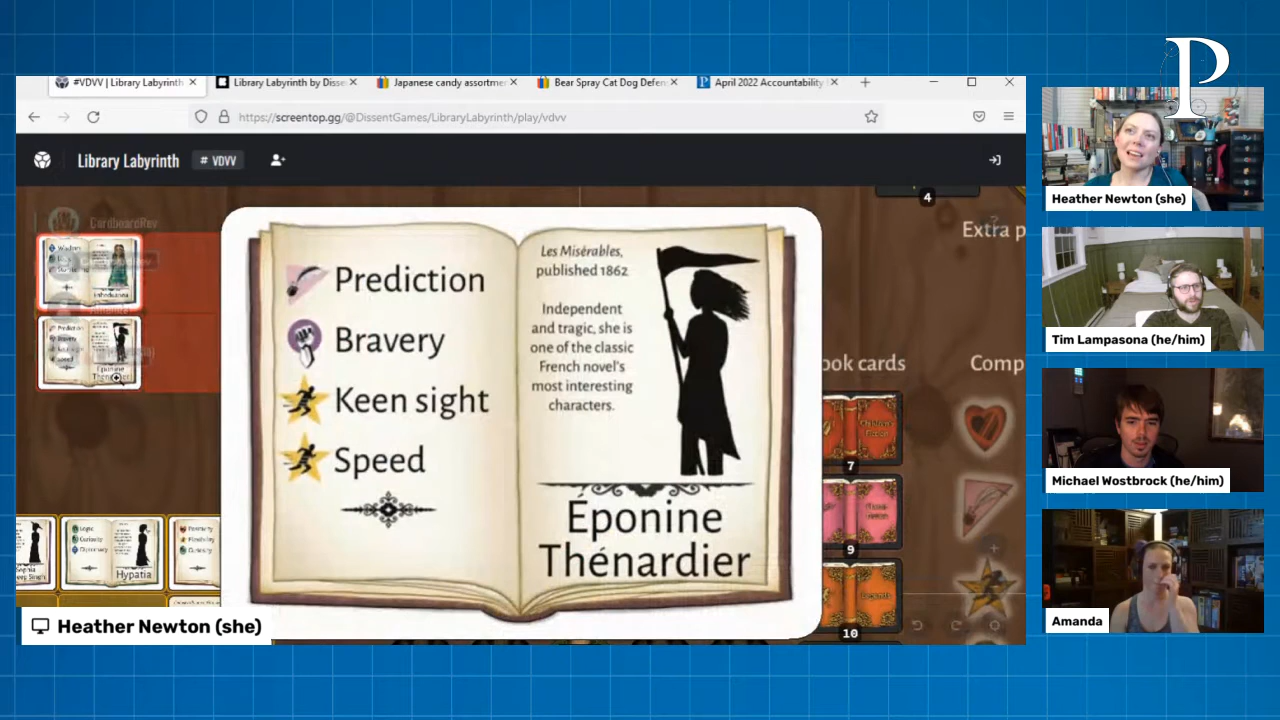 #VDVV | Library Labyrinth
Library Labyrinth by Disse
Japanese candy assortme
Bear Spray Cat Dog Defen
April 2022 Accountability
https://screentop.gg/@DissentGames/LibraryLabyrinth/play/vdvv
Library Labyrinth
# VDVV
4
CardboardRev
Extra p
Prediction
Bravery
Keen sight
Speed
Les Misérables,
published 1862
Independent
and tragic, she is
one of the classic
French novel's
most interesting
characters.
Éponine
Thénardier
ook cards
Comp
7
9
10
Hypatia
Heather Newton (she)
P
Heather Newton (she)
Tim Lampasona (he/him)
Michael Wostbrock (he/him)
Amanda